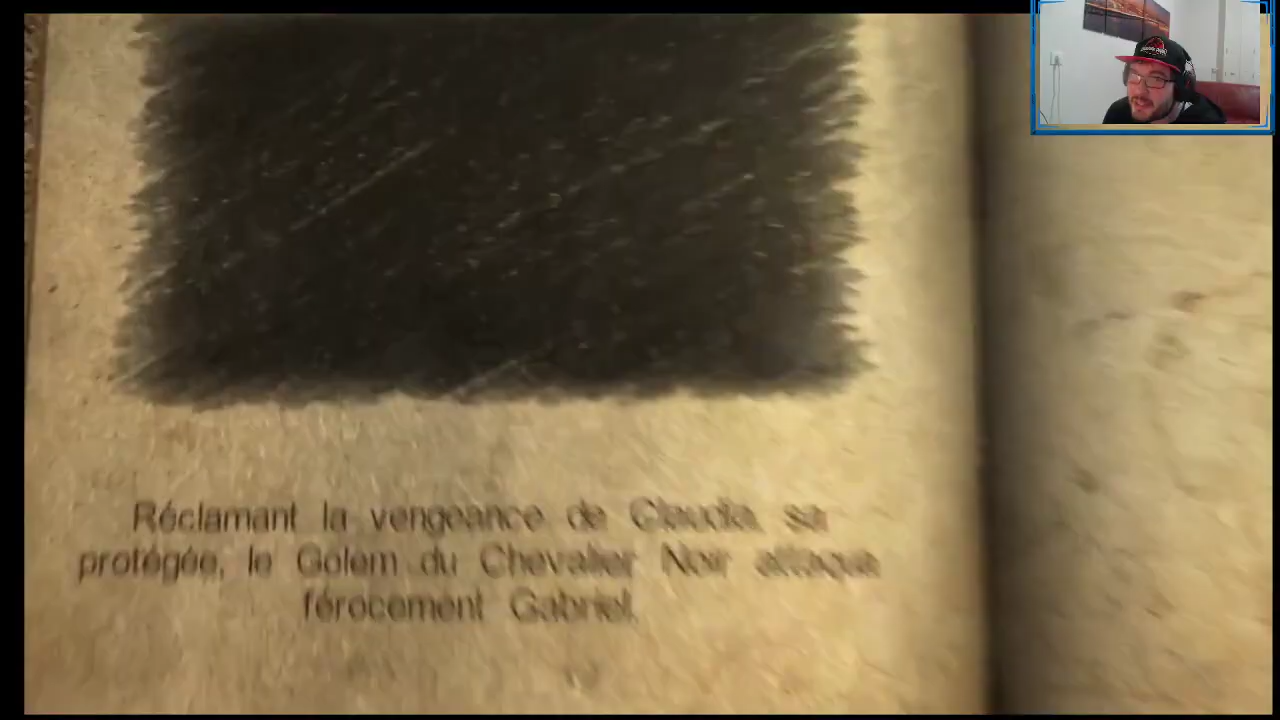 Réclamant la vengeance de Claudia, sa
protégée, le Golem du Chevalier Noir attaque
férocement Gabriel.